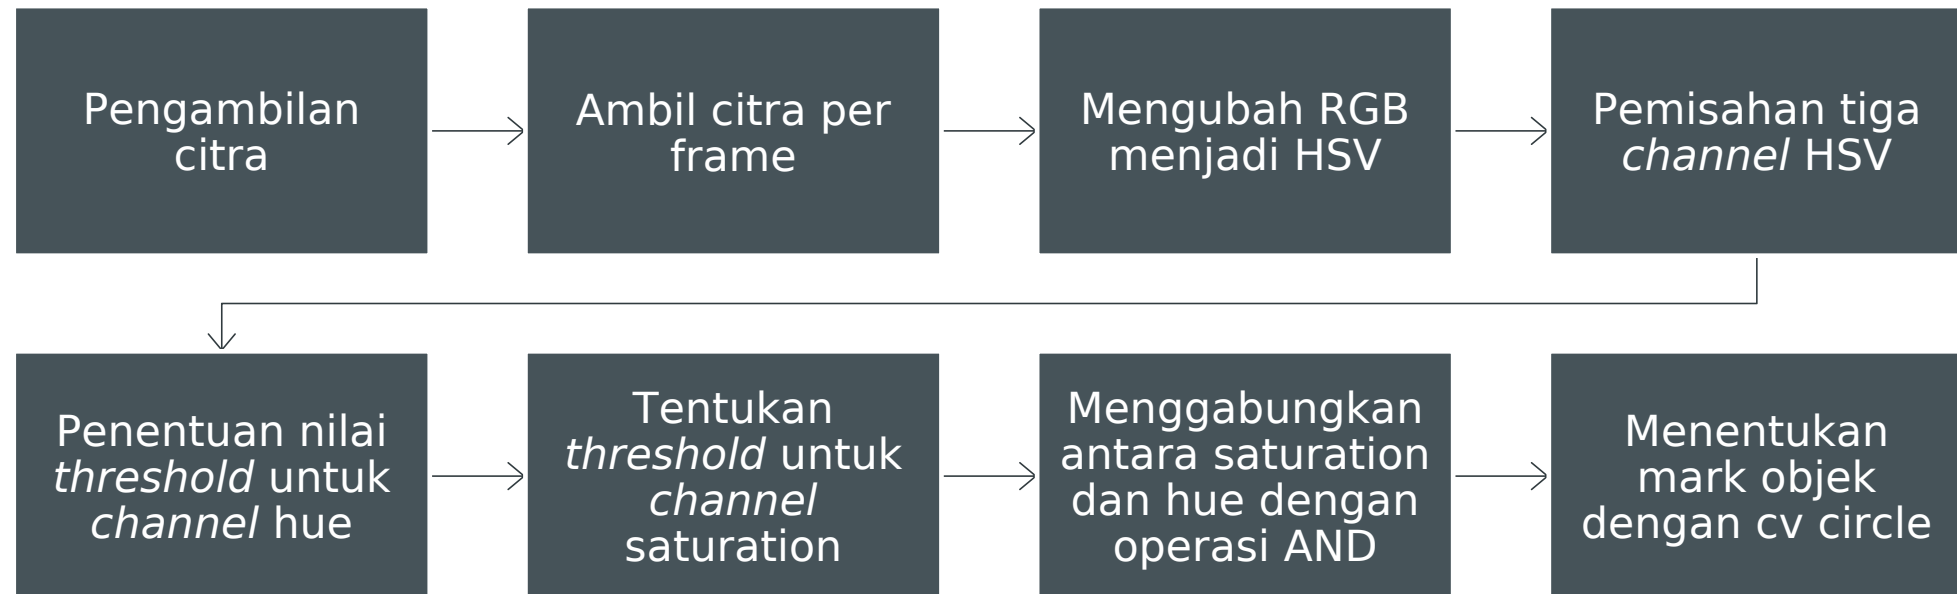 Pengambilan
citra
Ambil citra per
frame
Mengubah RGB
menjadi HSV
Pemisahan tiga
channel HSV
Penentuan nilai
threshold untuk
channel hue
Tentukan
threshold untuk
channel
saturation
Menggabungkan
antara saturation
dan hue dengan
operasi AND
Menentukan
mark objek
dengan cv circle